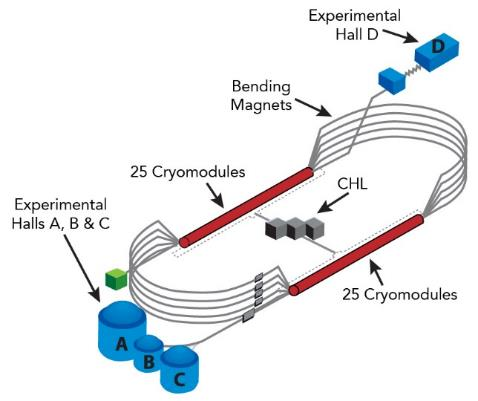 Experimental
Hall D
D
Bending
Magnets
25 Cryomodules
CHL
Experimental
Halls A, B & C
25 Cryomodules
A
B
C